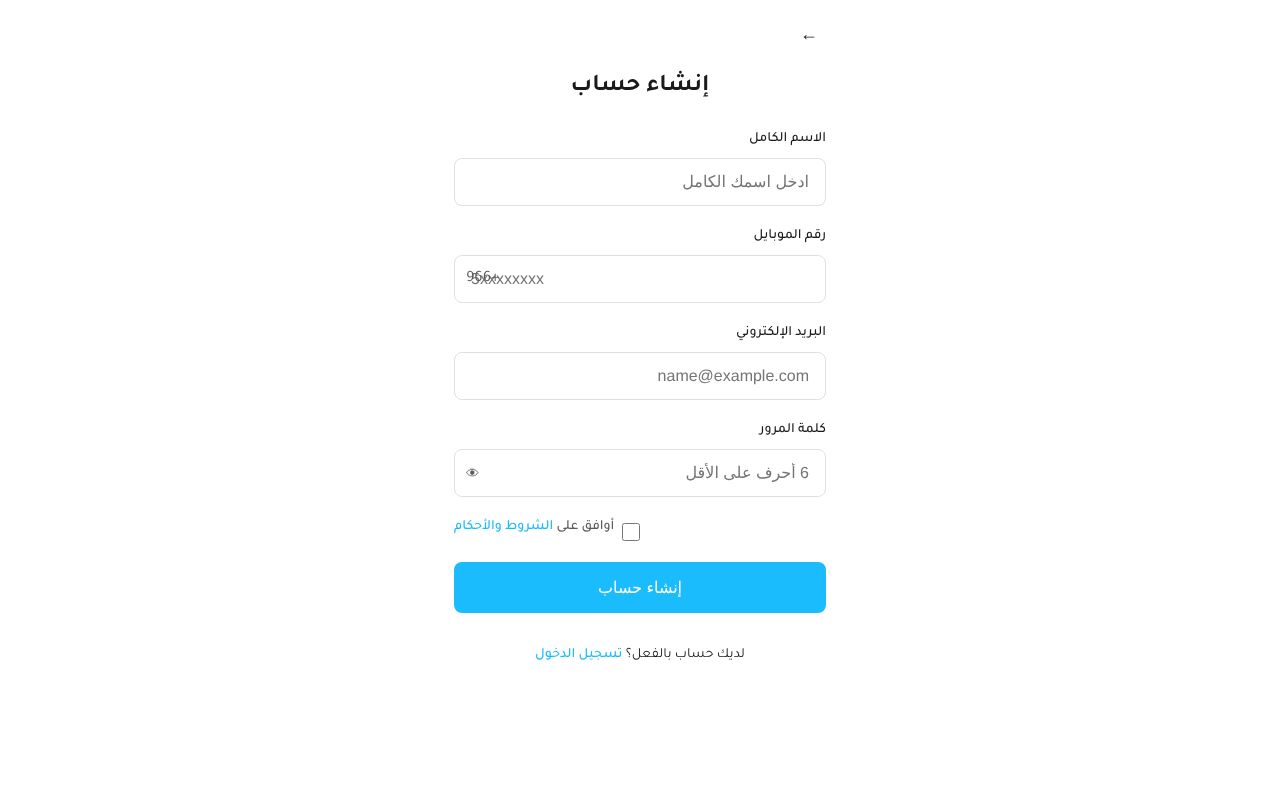 ←
إنشاء حساب
الاسم الكامل
ادخل اسمك الكامل
رقم الموبايل
+966
5xxxxxxxx
البريد الإلكتروني
name@example.com
كلمة المرور
6 أحرف على الأقل
أوافق على الشروط والأحكام
إنشاء حساب
لديك حساب بالفعل؟ تسجيل الدخول